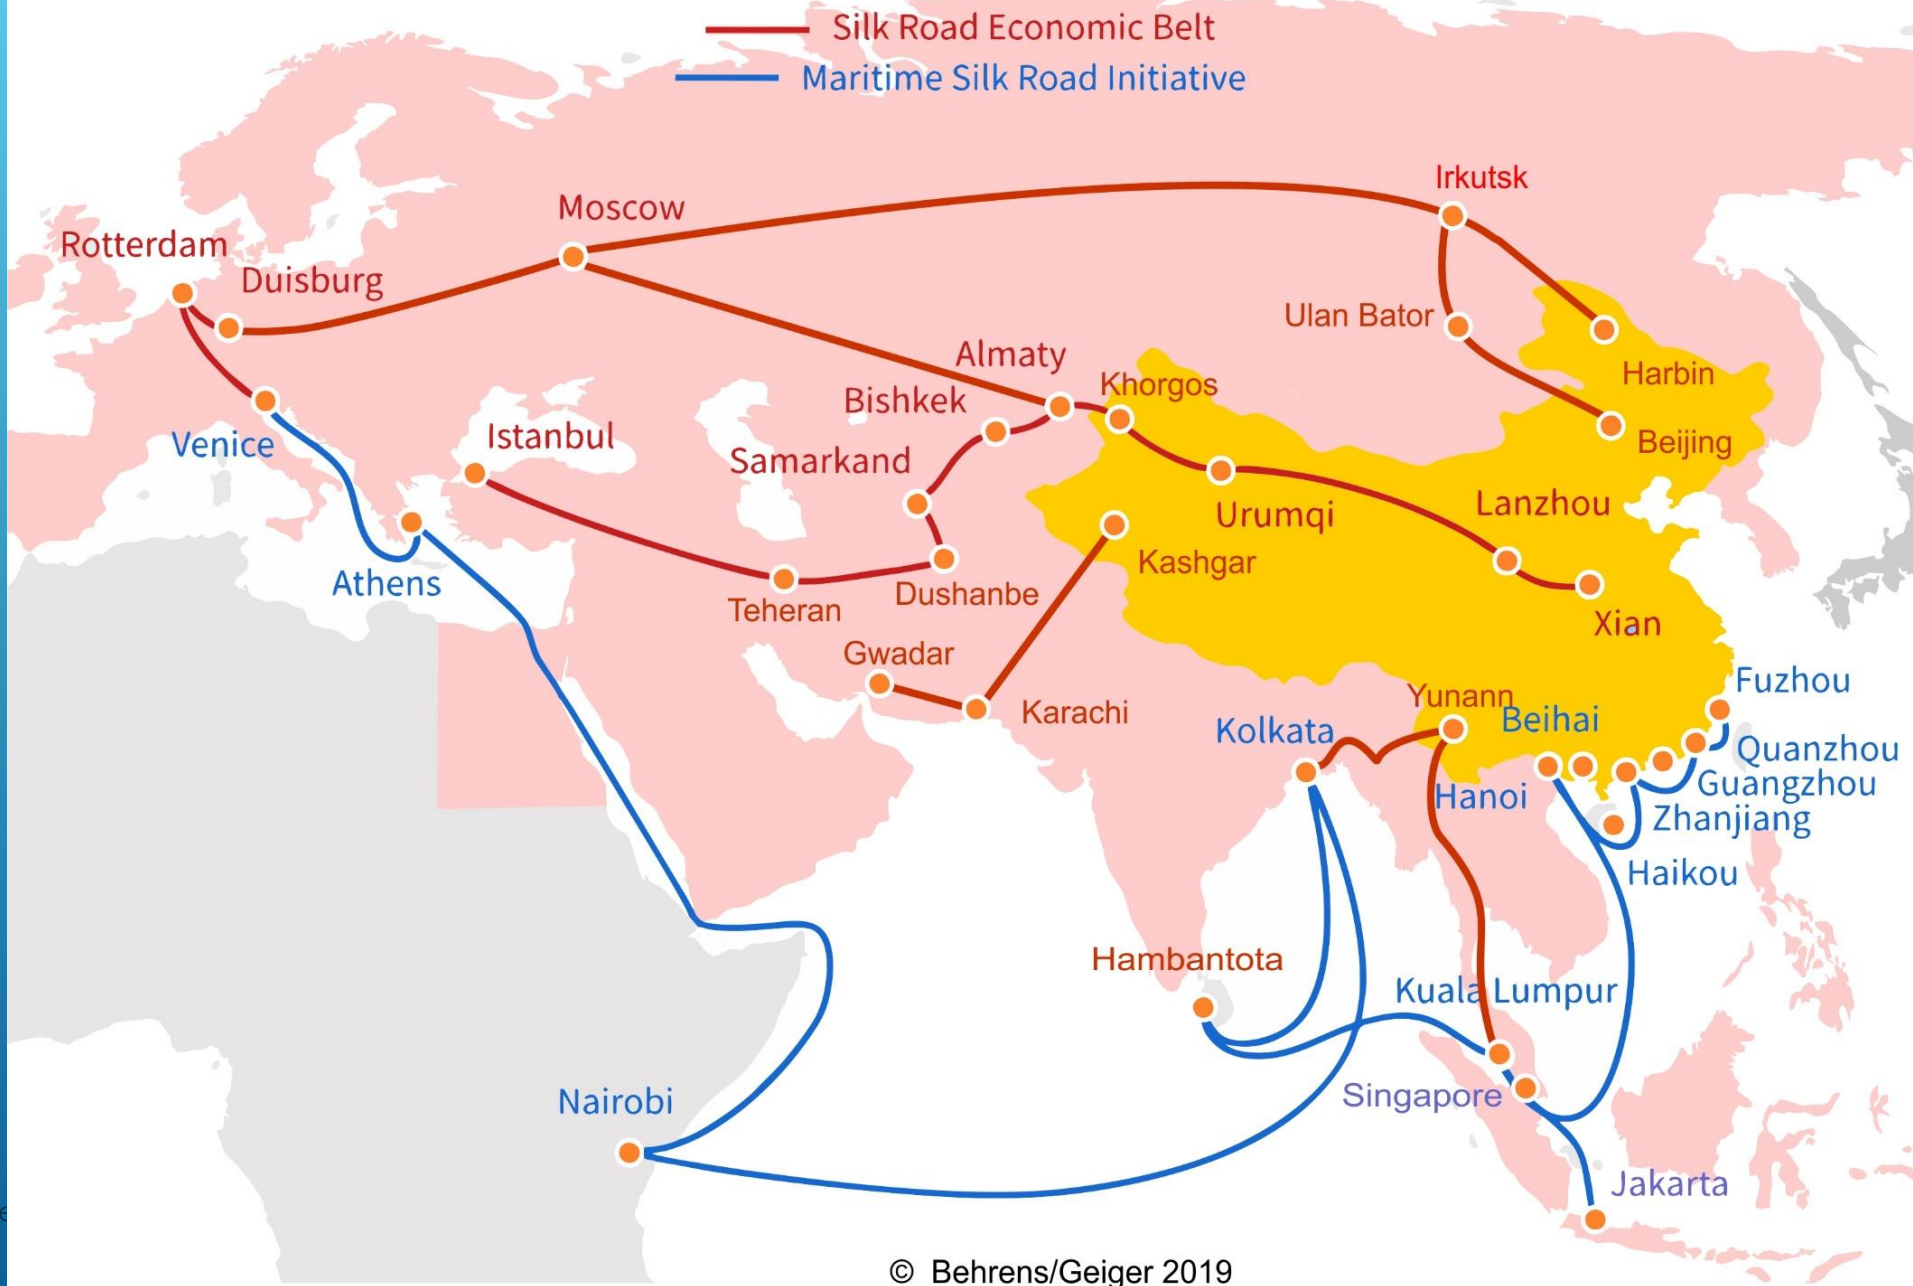 Silk Road Economic Belt
Maritime Silk Road Initiative
Irkutsk
Moscow
Rotterdam
Duisburg
Ulan Bator
Almaty
Khorgos
Harbin
Bishkek
Istanbul
Venice
Beijing
Samarkand
Lanzhou
Urumqi
Kashgar
Athens
Dushanbe
Teheran
Xian
Gwadar
Fuzhou
Yunann
Karachi
Beihai
Kolkata
Quanzhou
Guangzhou
Hanoi
Zhanjiang
Haikou
Hambantota
Kuala Lumpur
Singapore
Nairobi
Jakarta
© Behrens/Geiger 2019